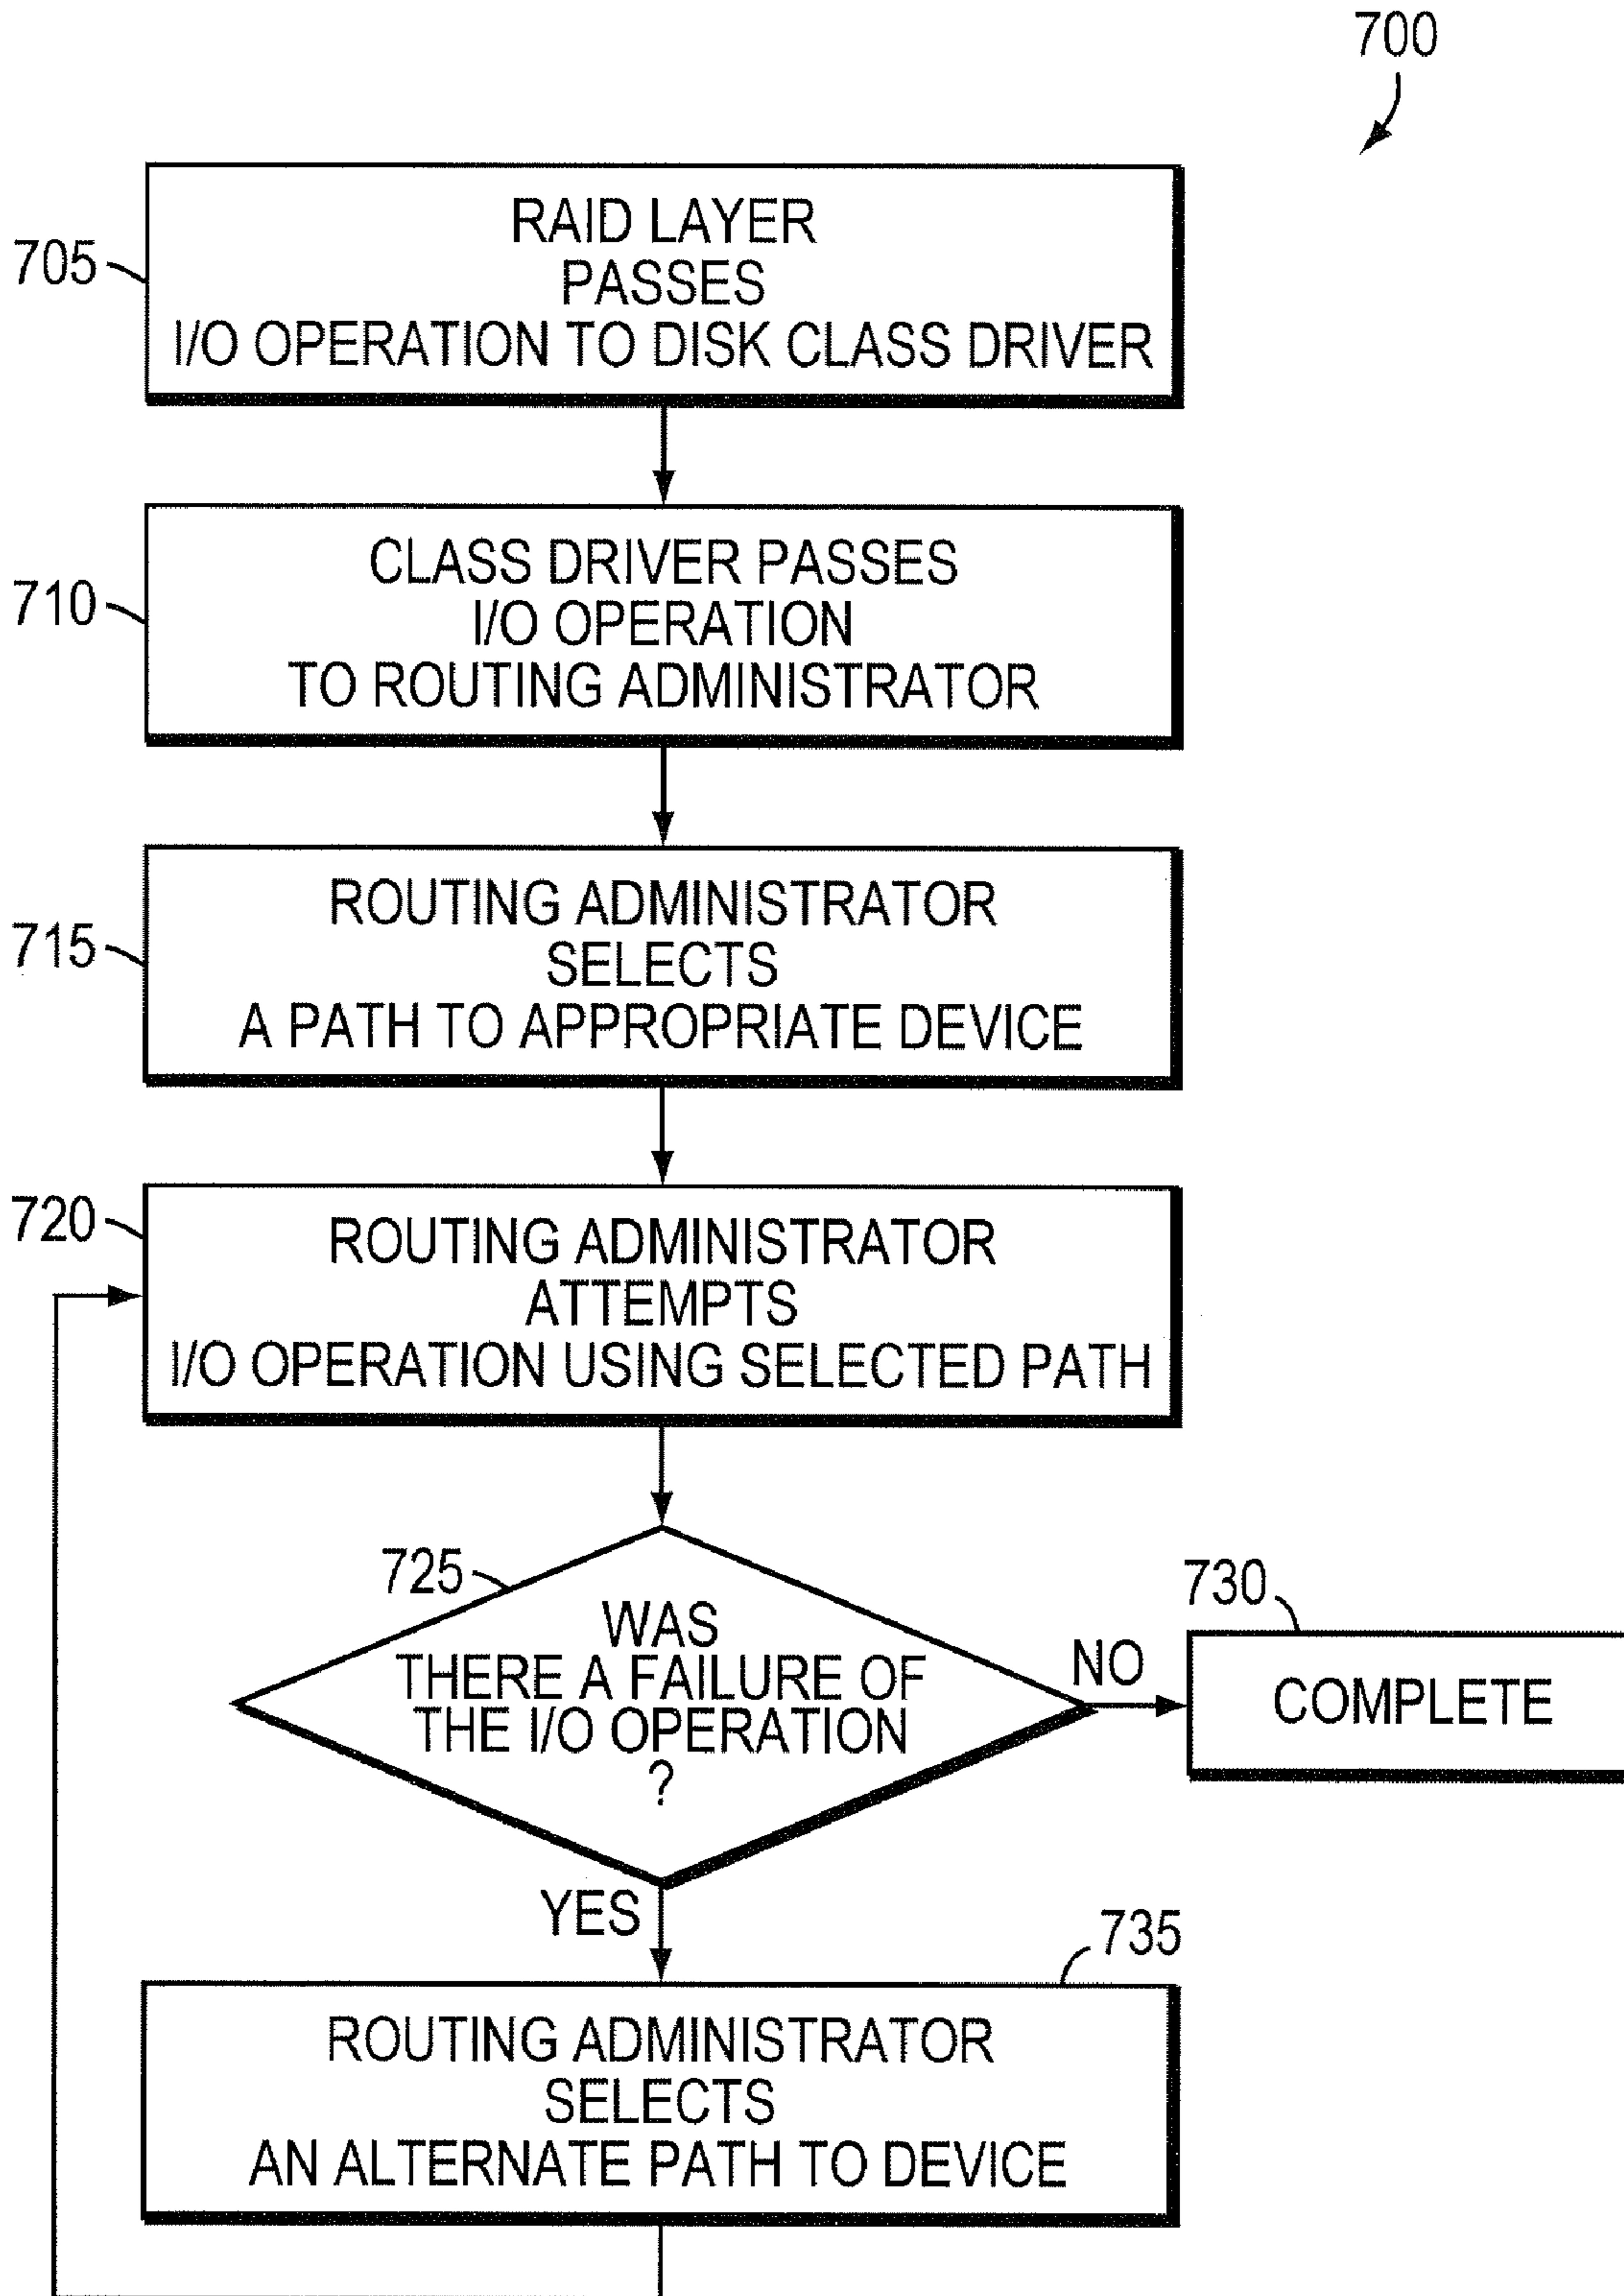 700
705
RAID LAYER
PASSES
I/O OPERATION TO DISK CLASS DRIVER
710
CLASS DRIVER PASSES
I/O OPERATION
TO ROUTING ADMINISTRATOR
715
ROUTING ADMINISTRATOR
SELECTS
A PATH TO APPROPRIATE DEVICE
720
ROUTING ADMINISTRATOR
ATTEMPTS
I/O OPERATION USING SELECTED PATH
725
WAS
THERE A FAILURE OF
THE I/O OPERATION
?
NO
730
COMPLETE
YES
735
ROUTING ADMINISTRATOR
SELECTS
AN ALTERNATE PATH TO DEVICE